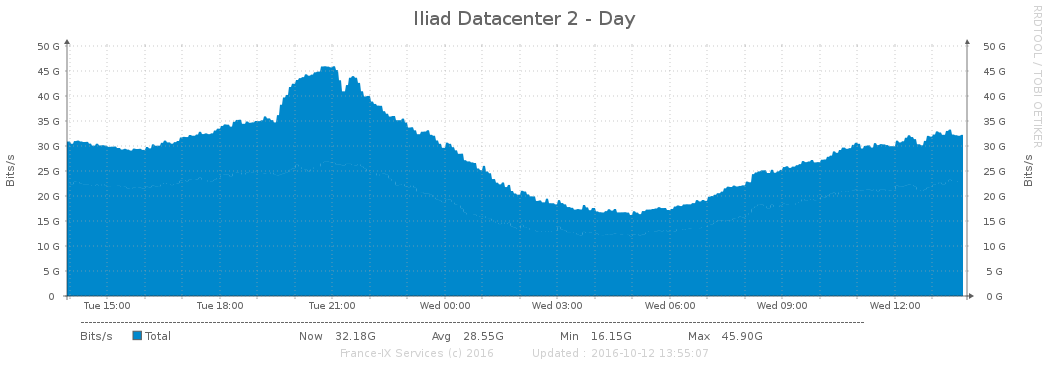 Iliad Datacenter 2 - Day
RRDTOOL / TOBI OETIKER
Bits/s
50 G
45 G
40 G
35 G
30 G
25 G
20 G
15 G
10 G
5 G
0
50 G
45 G
40 G
35 G
30 G
25 G
20 G
15 G
10 G
5 G
0 G
Bits/s
Tue 15:00 Tue 18:00 Tue 21:00 Wed 00:00 Wed 03:00 Wed 06:00 Wed 09:00 Wed 12:00
Bits/s Total Now 32.18G Avg 28.55G Min 16.15G Max 45.90G
France-IX Services (c) 2016 Updated : 2016-10-12 13:55:07